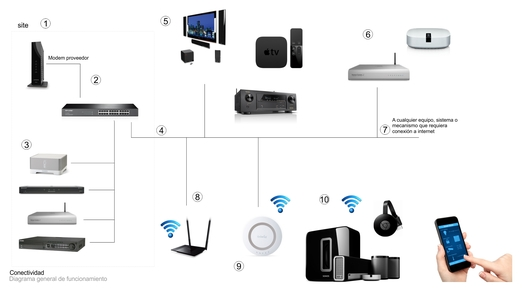 site
1
Modem proveedor
2
3
4
5
tv
6
A cualquier equipo, sistema o
mecanismo que requiera
conexión a internet
7
8
9
10
Conectividad
Diagrama general de funcionamiento